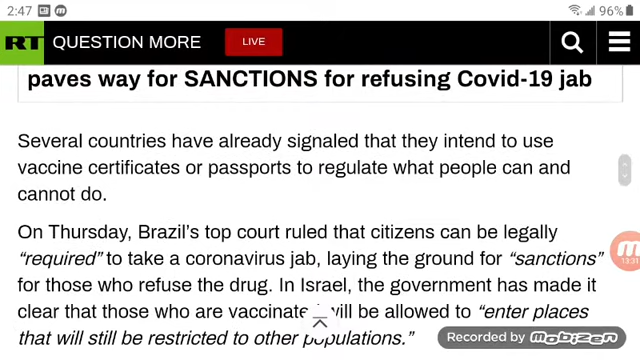 2:47
96%
RT QUESTION MORE LIVE
paves way for SANCTIONS for refusing Covid-19 jab
Several countries have already signaled that they intend to use
vaccine certificates or passports to regulate what people can and
cannot do.
On Thursday, Brazil's top court ruled that citizens can be legally
“required” to take a coronavirus jab, laying the ground for “sanctions”
for those who refuse the drug. In Israel, the government has made it
clear that those who are vaccinate will be allowed to “enter places
that will still be restricted to other populations.”
13:31
Recorded by mobizen